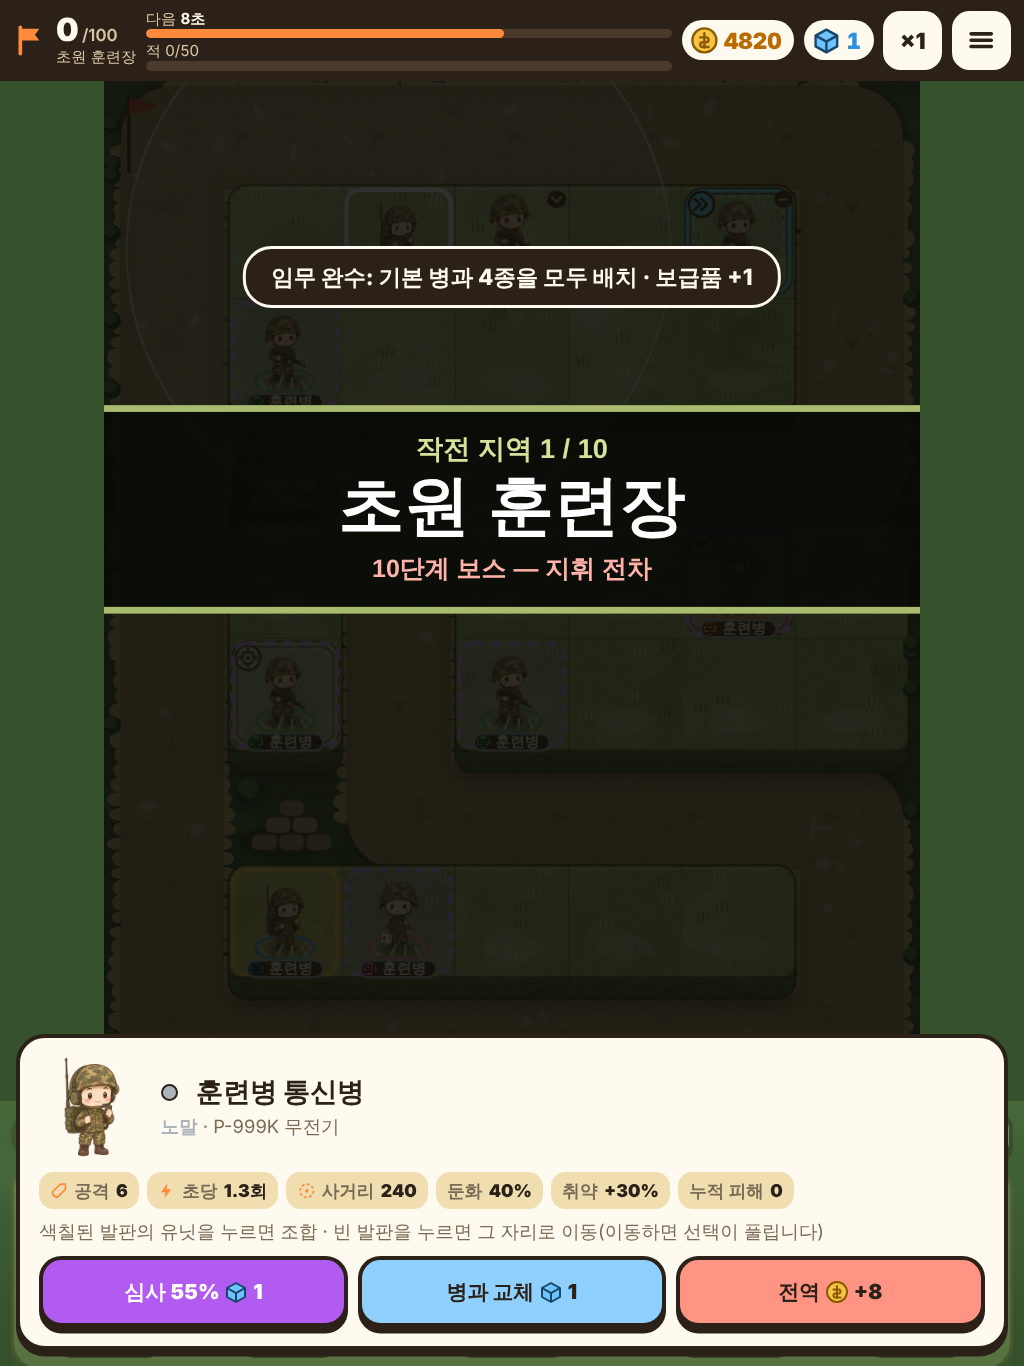 0 /100
초원 훈련장
다음 8초
적 0/50
4820
1
×1
임무 완수: 기본 병과 4종을 모두 배치 · 보급품 +1
훈련병
작전 지역 1 / 10
초원 훈련장
10단계 보스 — 지휘 전차
훈련병
훈련병
훈련병
훈련병
훈련병
훈련병 통신병
노말 · P-999K 무전기
공격 6
초당 1.3회
사거리 240
둔화 40%
취약 +30%
누적 피해 0
색칠된 발판의 유닛을 누르면 조합 · 빈 발판을 누르면 그 자리로 이동(이동하면 선택이 풀립니다)
심사 55% 1
병과 교체 1
전역 +8